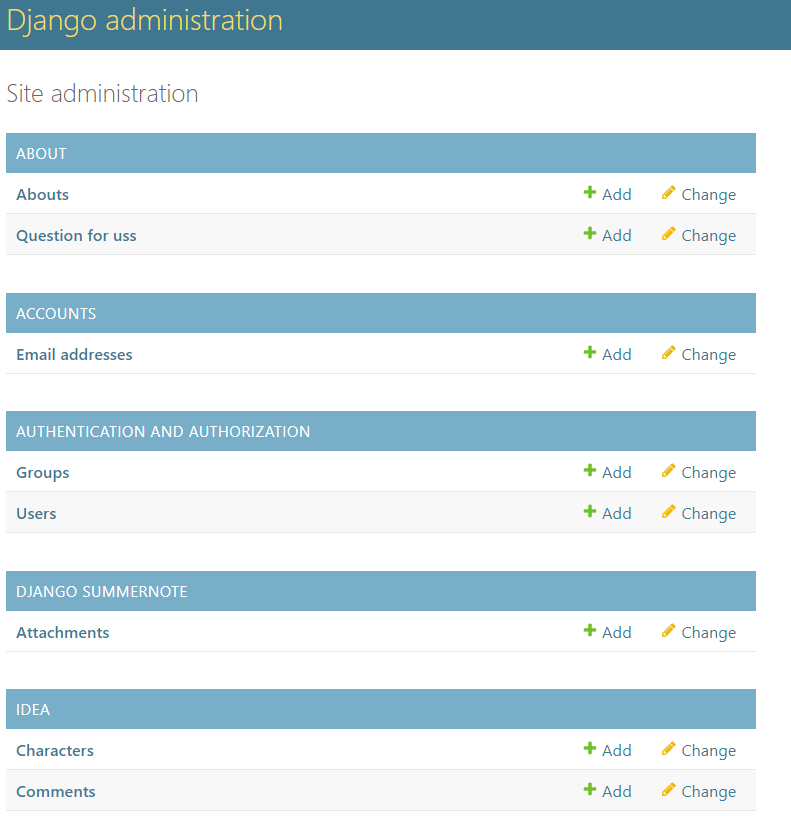 Django administration
Site administration
ABOUT
Abouts Add Change
Question for uss Add Change
ACCOUNTS
Email addresses Add Change
AUTHENTICATION AND AUTHORIZATION
Groups Add Change
Users Add Change
DJANGO SUMMERNOTE
Attachments Add Change
IDEA
Characters Add Change
Comments Add Change